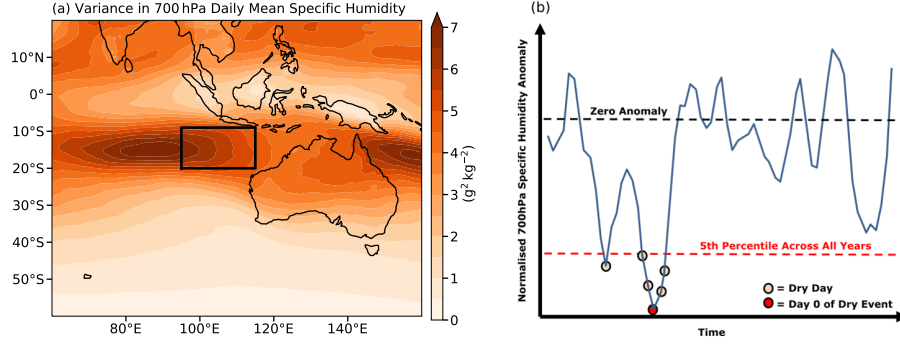 (a) Variance in 700 hPa Daily Mean Specific Humidity
10°N
0°
10°S
20°S
30°S
40°S
50°S
80°E
100°E
120°E
140°E
7
6
5
4
3
2
1
0
(g² kg⁻²)
(b)
Normalised 700hPa Specific Humidity Anomaly
Zero Anomaly
5th Percentile Across All Years
= Dry Day
= Day 0 of Dry Event
Time